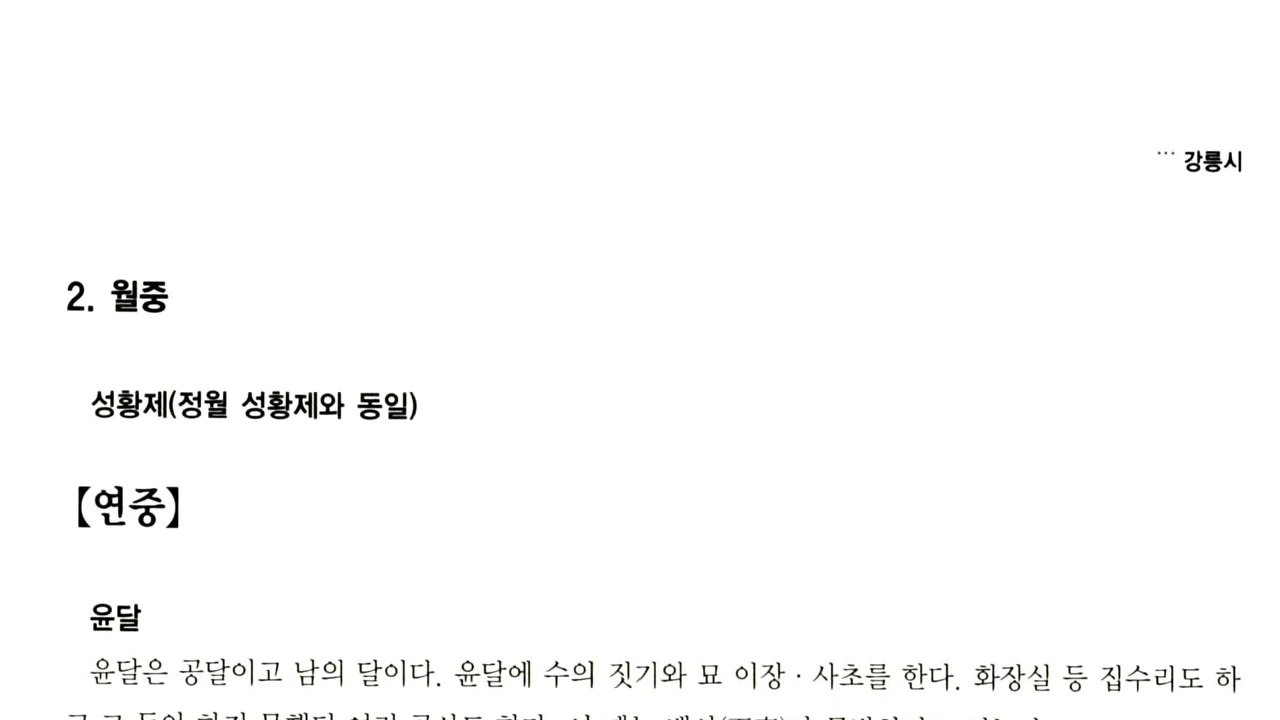 … 강릉시
2. 월중
성황제(정월 성황제와 동일)
【연중】
윤달
윤달은 공달이고 남의 달이다. 윤달에 수의 짓기와 묘 이장·사초를 한다. 화장실 등 집수리도 하